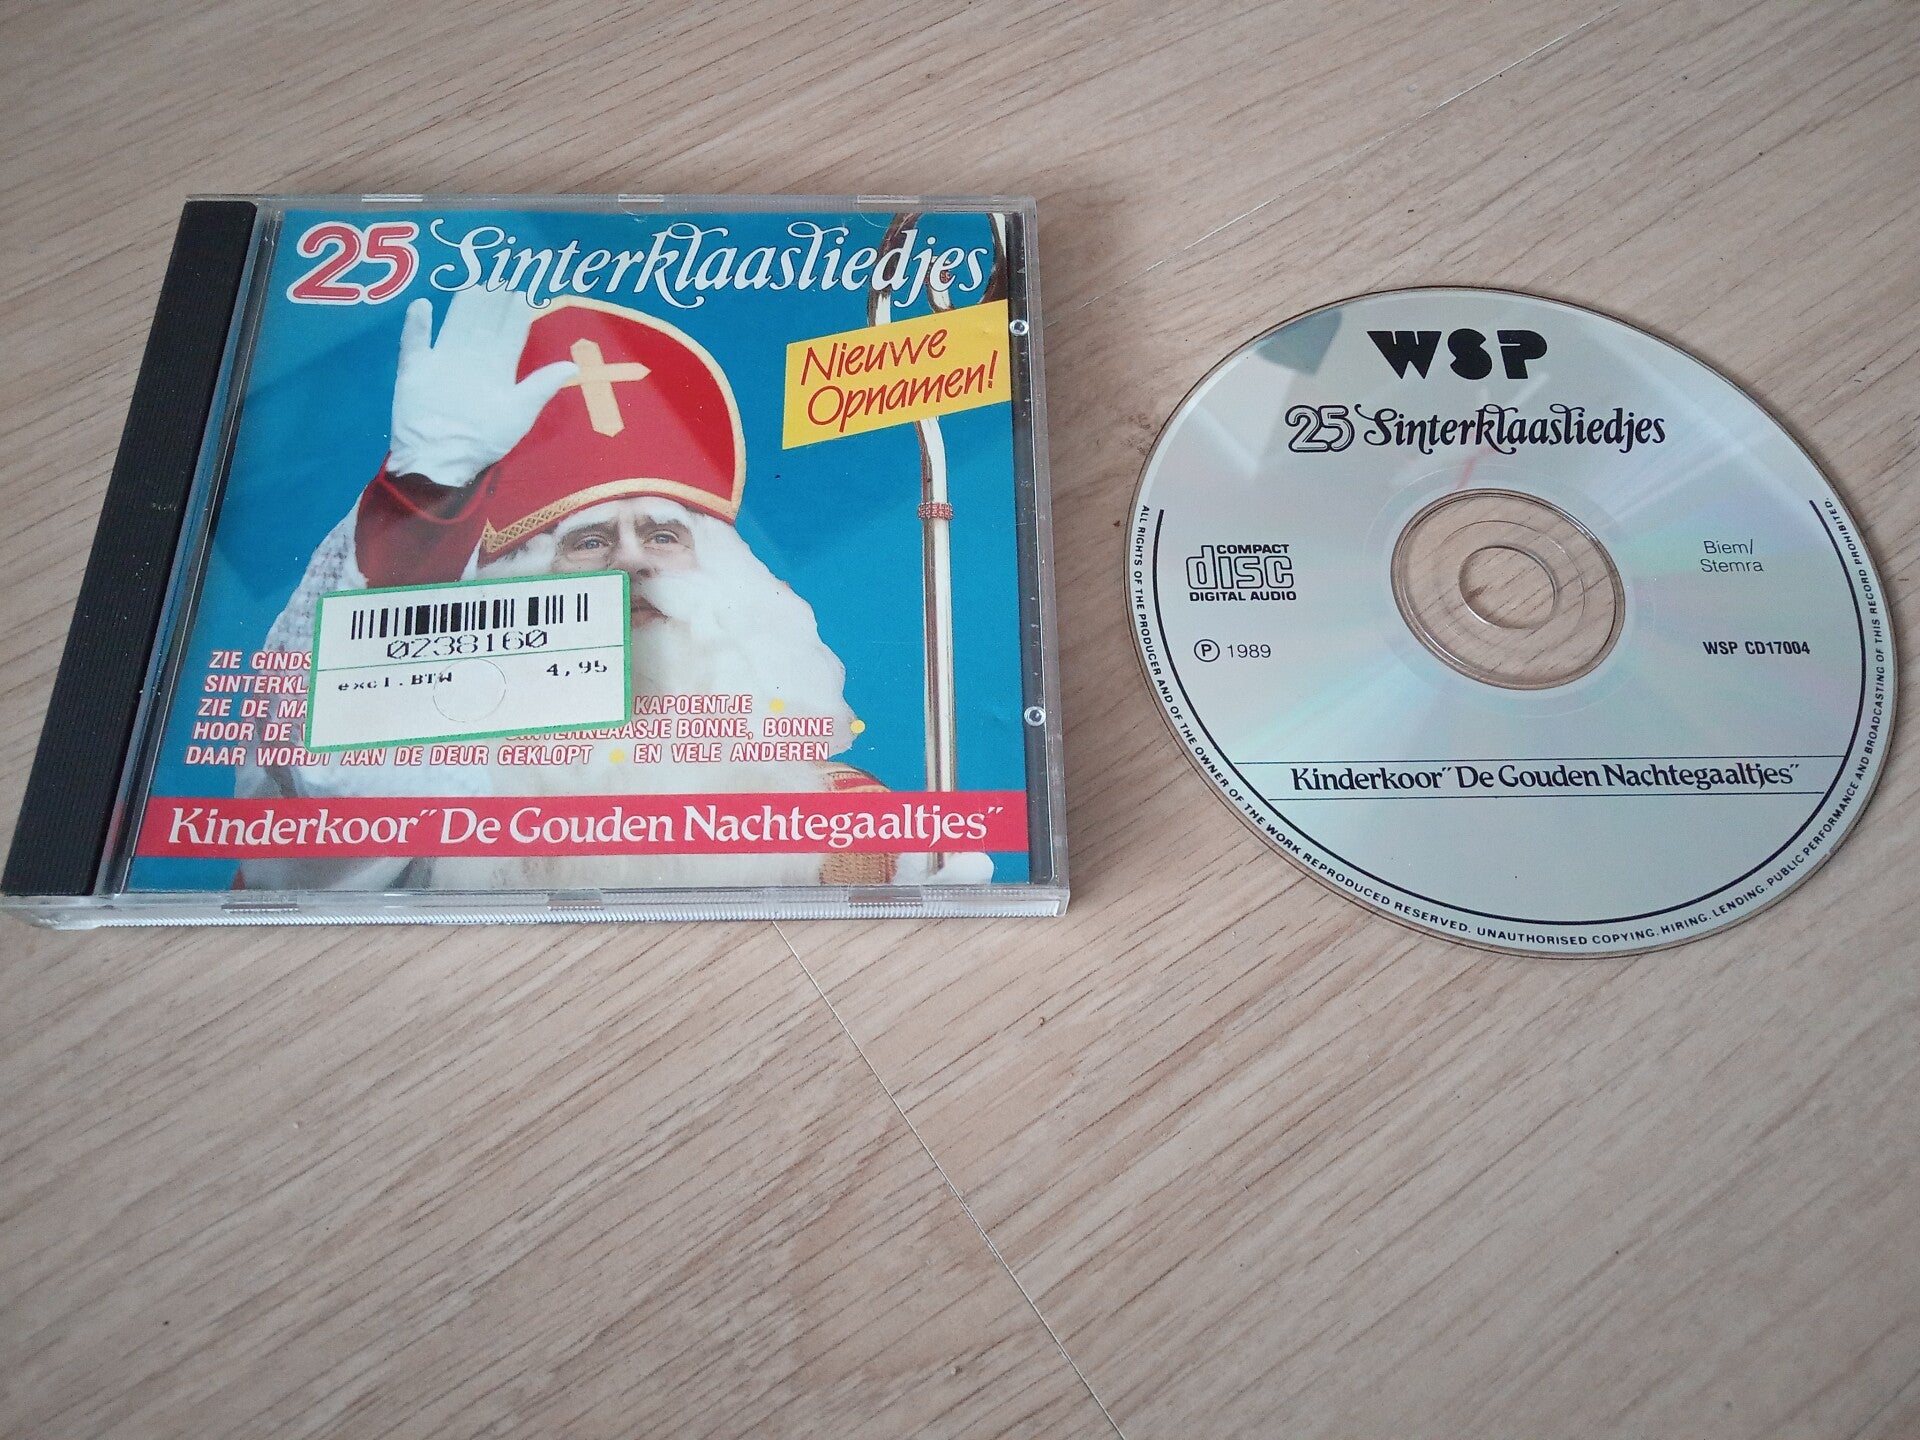 25 Sinterklaasliedjes
Nieuwe
Opnamen!
0238160
excl.BTW 4,95
ZIE GINDS
ZIE DE
KAPOENTJE
HOOR DE
SINTERKLAASJE BONNE, BONNE
DAAR WORDT AAN DE DEUR GEKLOPT
EN VELE ANDEREN
Kinderkoor "De Gouden Nachtegaaltjes"
WSP
25 Sinterklaasliedjes
COMPACT
disc
DIGITAL AUDIO
Biem/
Stemra
P 1989
WSP CD17004
Kinderkoor "De Gouden Nachtegaaltjes"
ALL RIGHTS OF THE PRODUCER AND OF THE OWNER OF THE WORK REPRODUCED RESERVED. UNAUTHORISED COPYING. HIRING. LENDING. PUBLIC PERFORMANCE AND BROADCASTING OF THIS RECORD PROHIBITED.